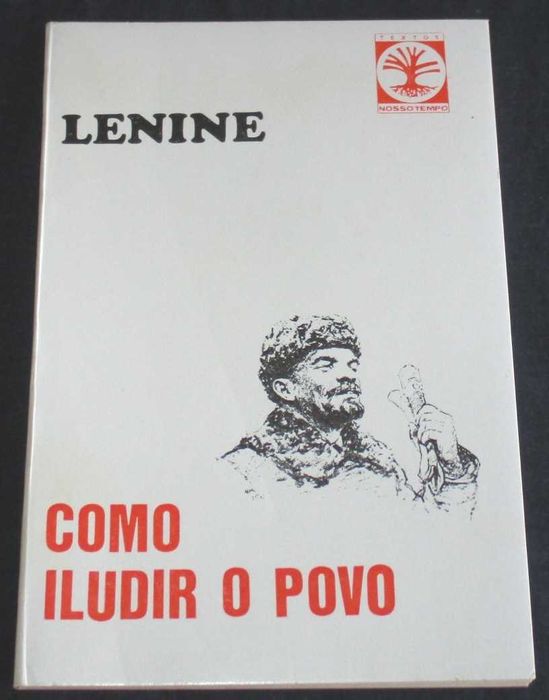 TEXTOS
NOSSO TEMPO
LENINE
COMO
ILUDIR O POVO